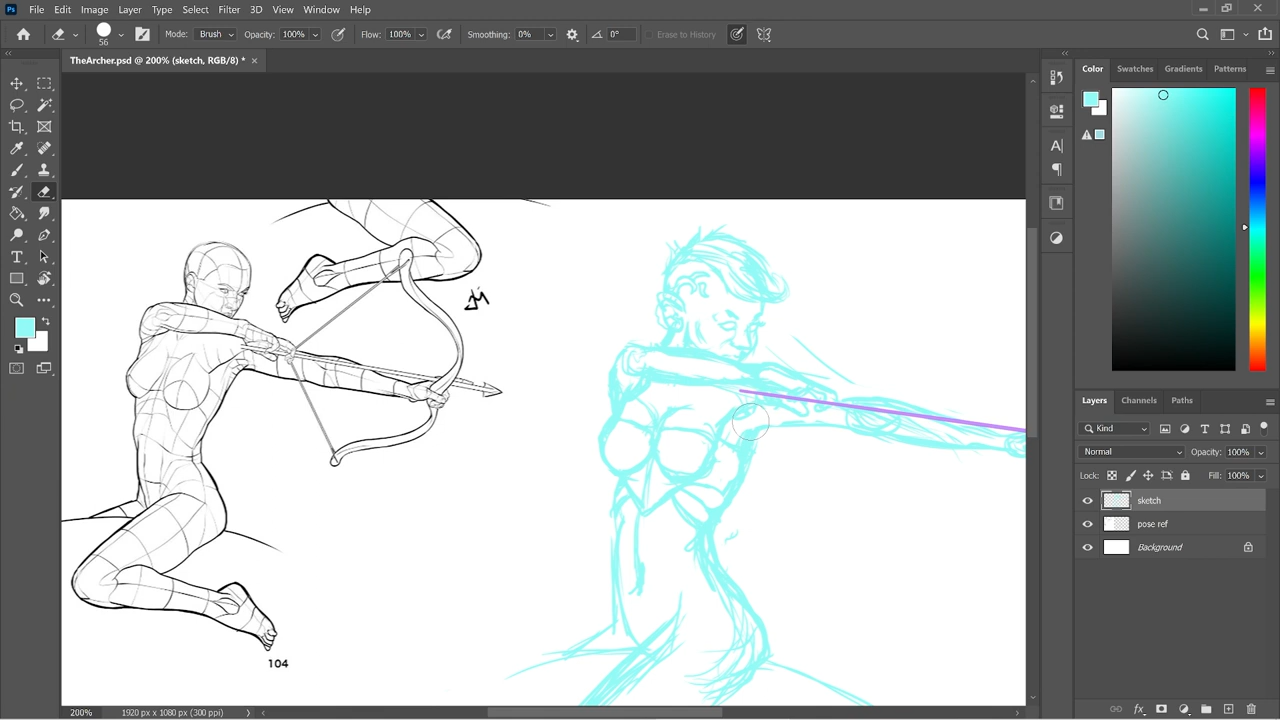 Ps File Edit Image Layer Type Select Filter 3D View Window Help
56 Mode: Brush Opacity: 100% Flow: 100% Smoothing: 0% 0° Erase to History
TheArcher.psd @ 200% (sketch, RGB/8) *
Color Swatches Gradients Patterns
104
Layers Channels Paths
Kind
Normal Opacity: 100%
Lock: Fill: 100%
sketch
pose ref
Background
200% 1920 px x 1080 px (300 ppi)